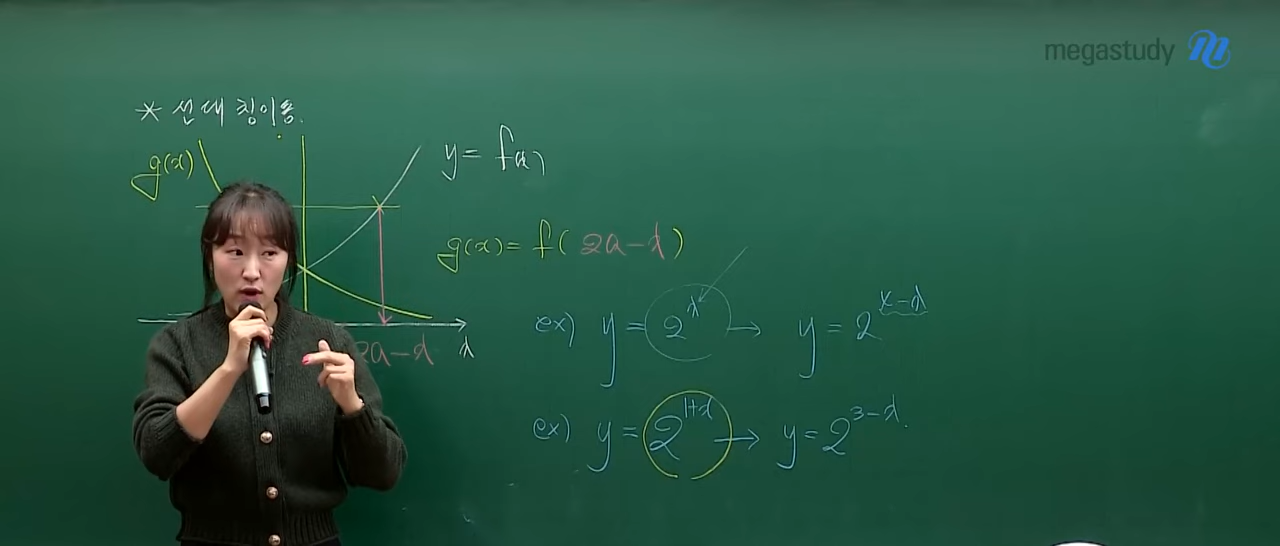 megastudy
* 선대칭이동.
g(x)
y = f(x)
g(x) = f(2a-x)
ex) y = 2^x → y = 2^{k-x}
2a-x
x
ex) y = 2^{1+x} → y = 2^{3-x}.